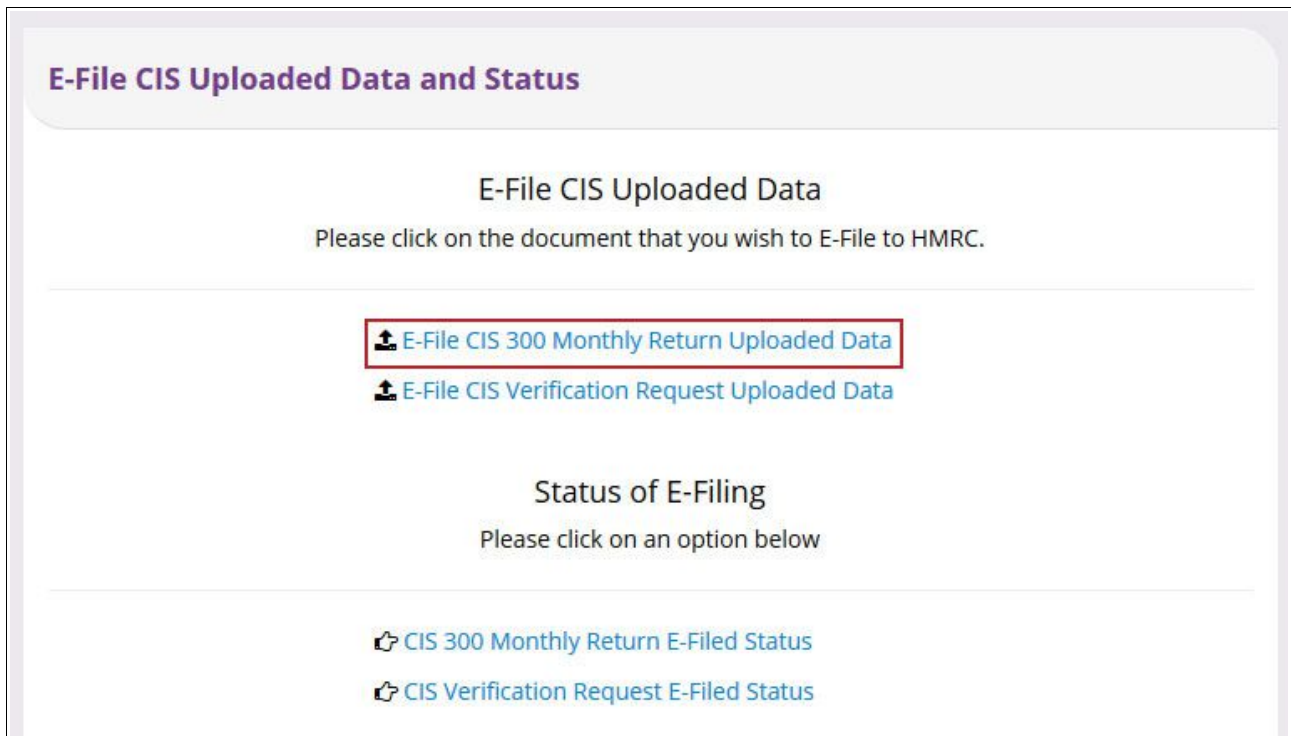 E-File CIS Uploaded Data and Status
E-File CIS Uploaded Data
Please click on the document that you wish to E-File to HMRC.
E-File CIS 300 Monthly Return Uploaded Data
E-File CIS Verification Request Uploaded Data
Status of E-Filing
Please click on an option below
CIS 300 Monthly Return E-Filed Status
CIS Verification Request E-Filed Status